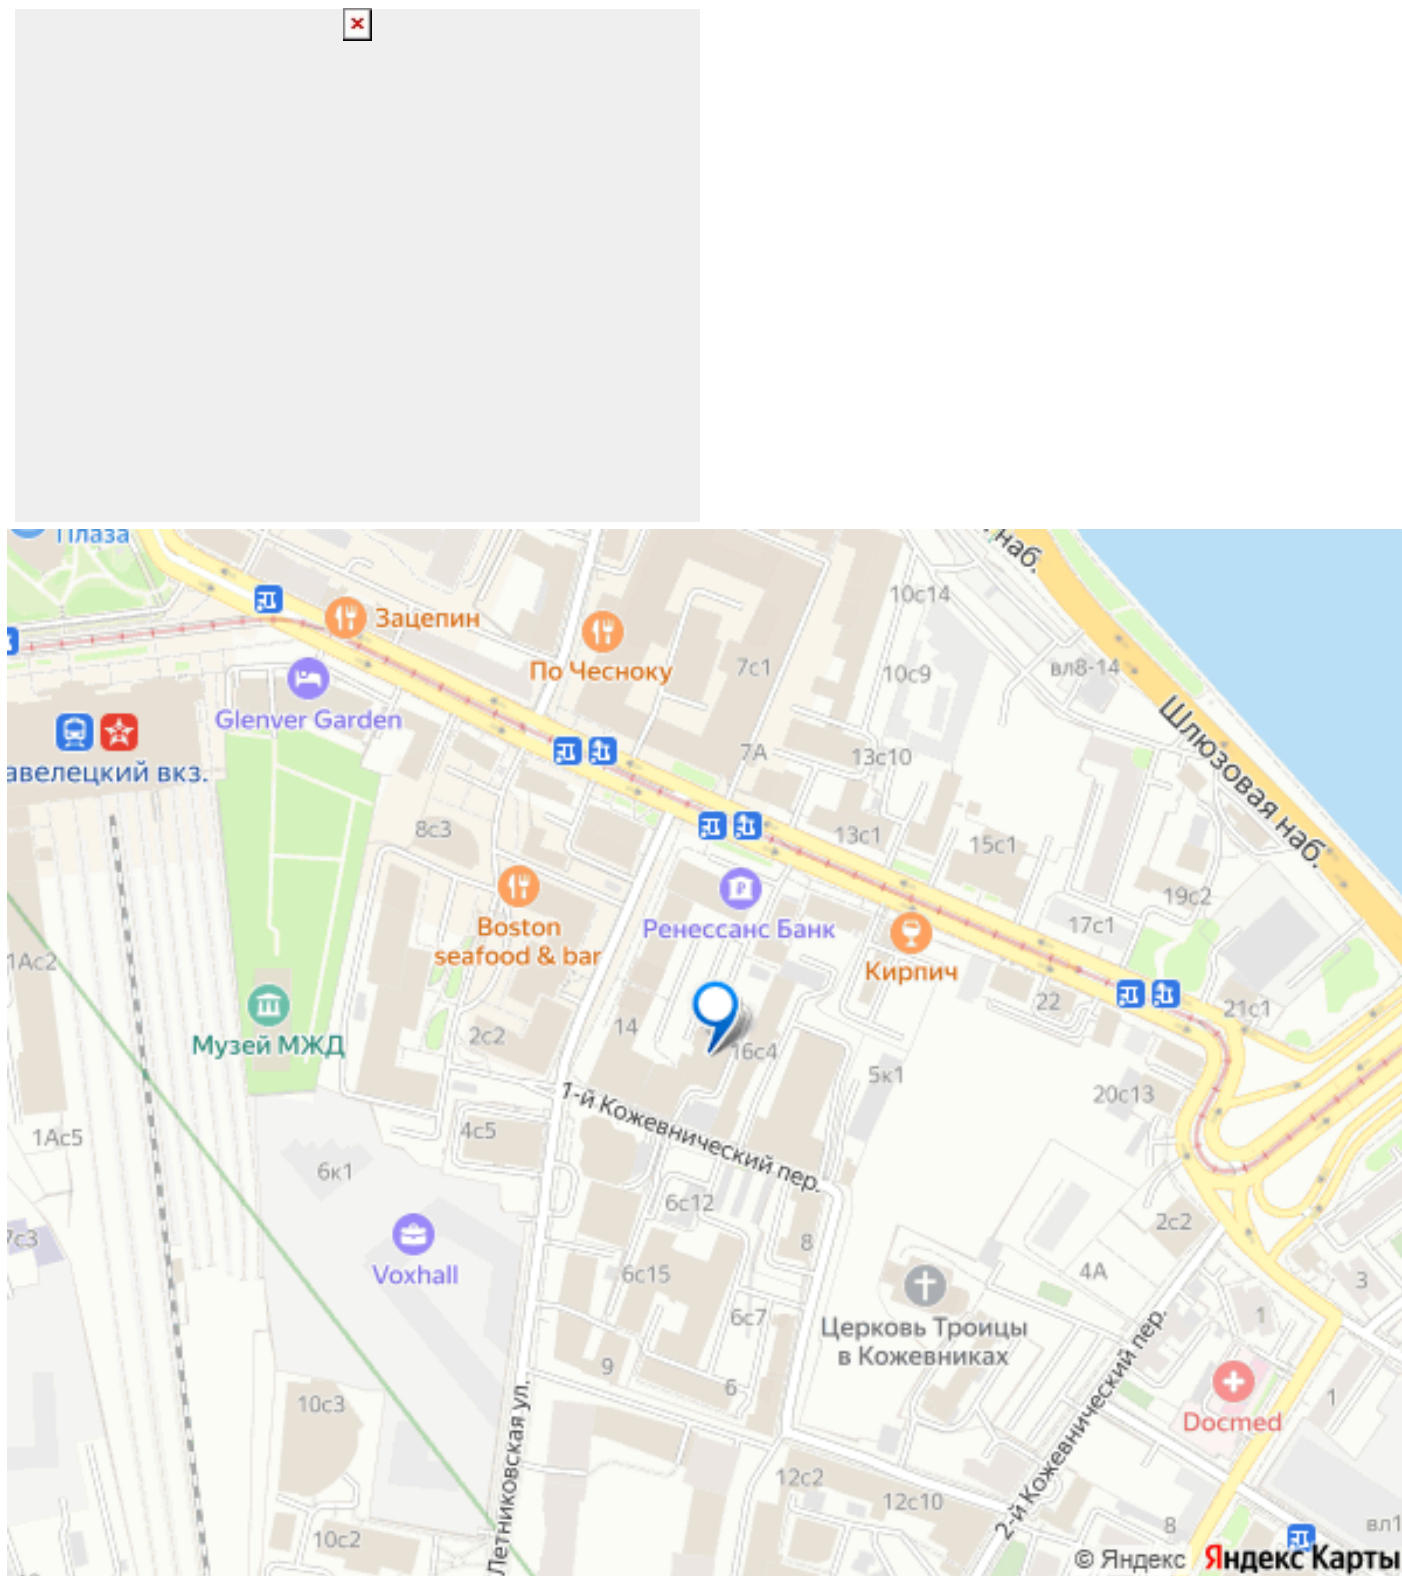 Плаза
наб.
Зацепин
10с14
По Чесноку
7с1
10с9
вл8-14
Glenver Garden
Шлюзовая наб.
7А
13с10
авелецкий вкз.
8с3
13с1
15с1
19с2
Boston
seafood & bar
Ренессанс Банк
17с1
Кирпич
1Ас2
22
21с1
Музей МЖД
2с2
14
16с4
5к1
20с13
1-й Кожевнический пер.
1Ас5
4с5
6к1
6с12
2с2
7с3
8
Voxhall
6с15
4А
3
6с7
Церковь Троицы
в Кожевниках
1
9
6
2-й Кожевнический пер.
10с3
Летниковская ул.
Docmed
1
12с2
12с10
10с2
8
вл1
© Яндекс Яндекс Карты